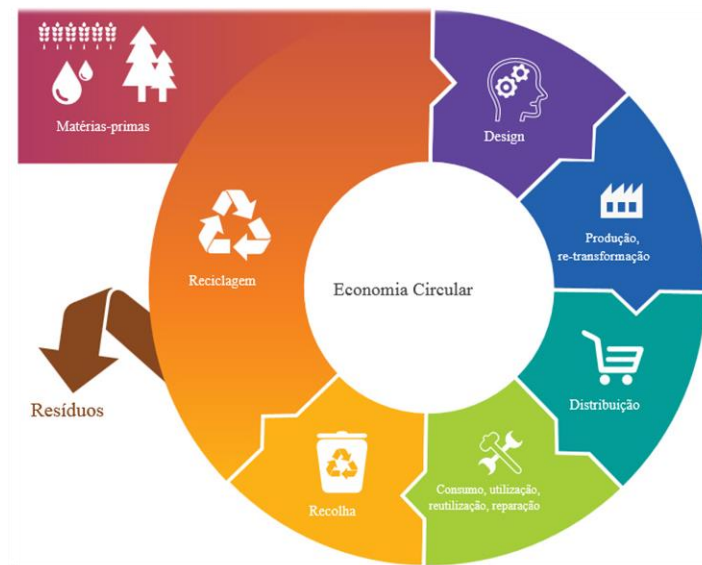 Matérias-primas
Design
Produção,
re-transformação
Reciclagem
Economia Circular
Distribuição
Resíduos
Consumo, utilização,
reutilização, reparação
Recolha